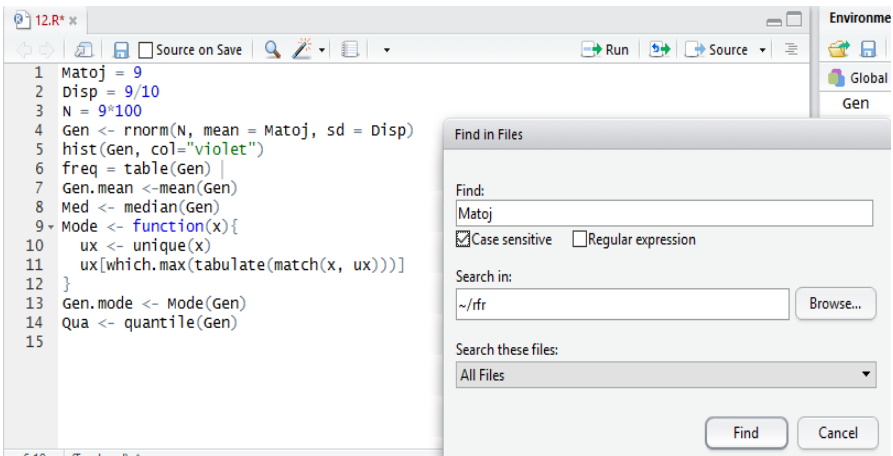 12.R*
Environme
Source on Save
Run
Source
Global
Gen
1 Matoj = 9
2 Disp = 9/10
3 N = 9*100
4 Gen <- rnorm(N, mean = Matoj, sd = Disp)
5 hist(Gen, col="violet")
6 freq = table(Gen)
7 Gen.mean <-mean(Gen)
8 Med <- median(Gen)
9 Mode <- function(x){
10 ux <- unique(x)
11 ux[which.max(tabulate(match(x, ux)))]
12 }
13 Gen.mode <- Mode(Gen)
14 Qua <- quantile(Gen)
15
Find in Files
Find:
Matoj
Case sensitive
Regular expression
Search in:
~/rfr
Browse...
Search these files:
All Files
Find
Cancel